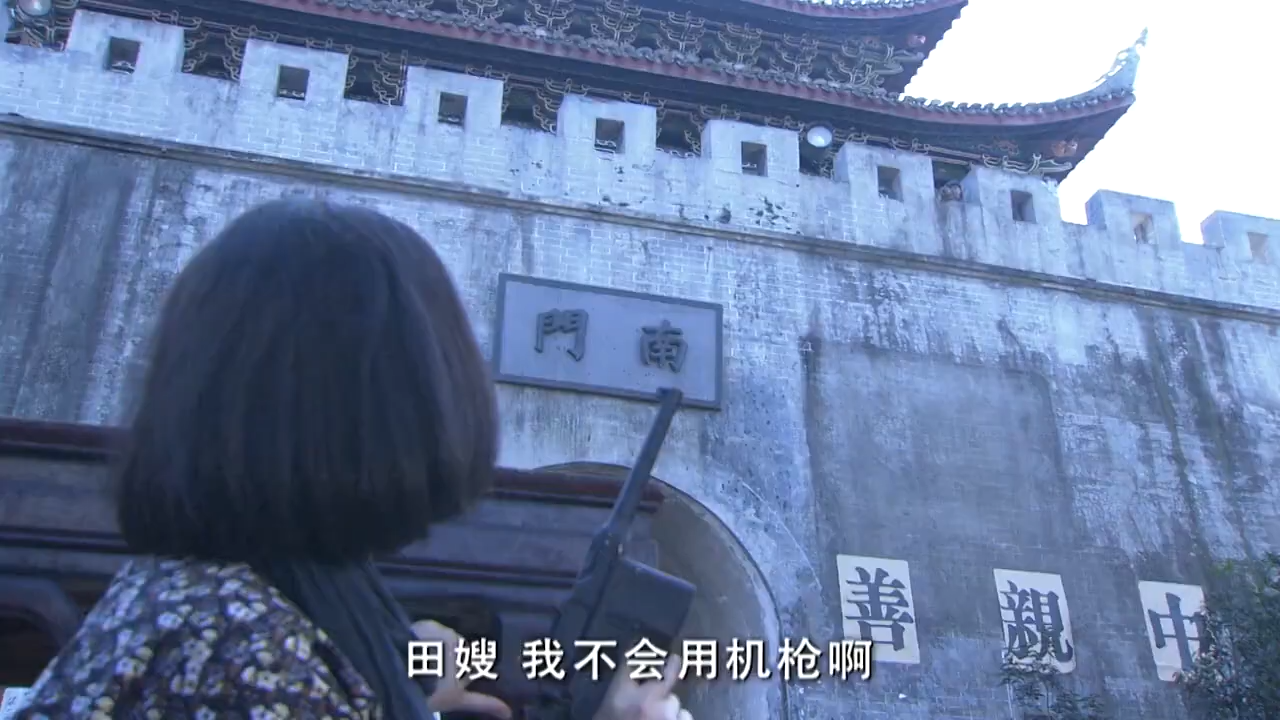 門 南
善 親 中
田嫂 我不会用机枪啊